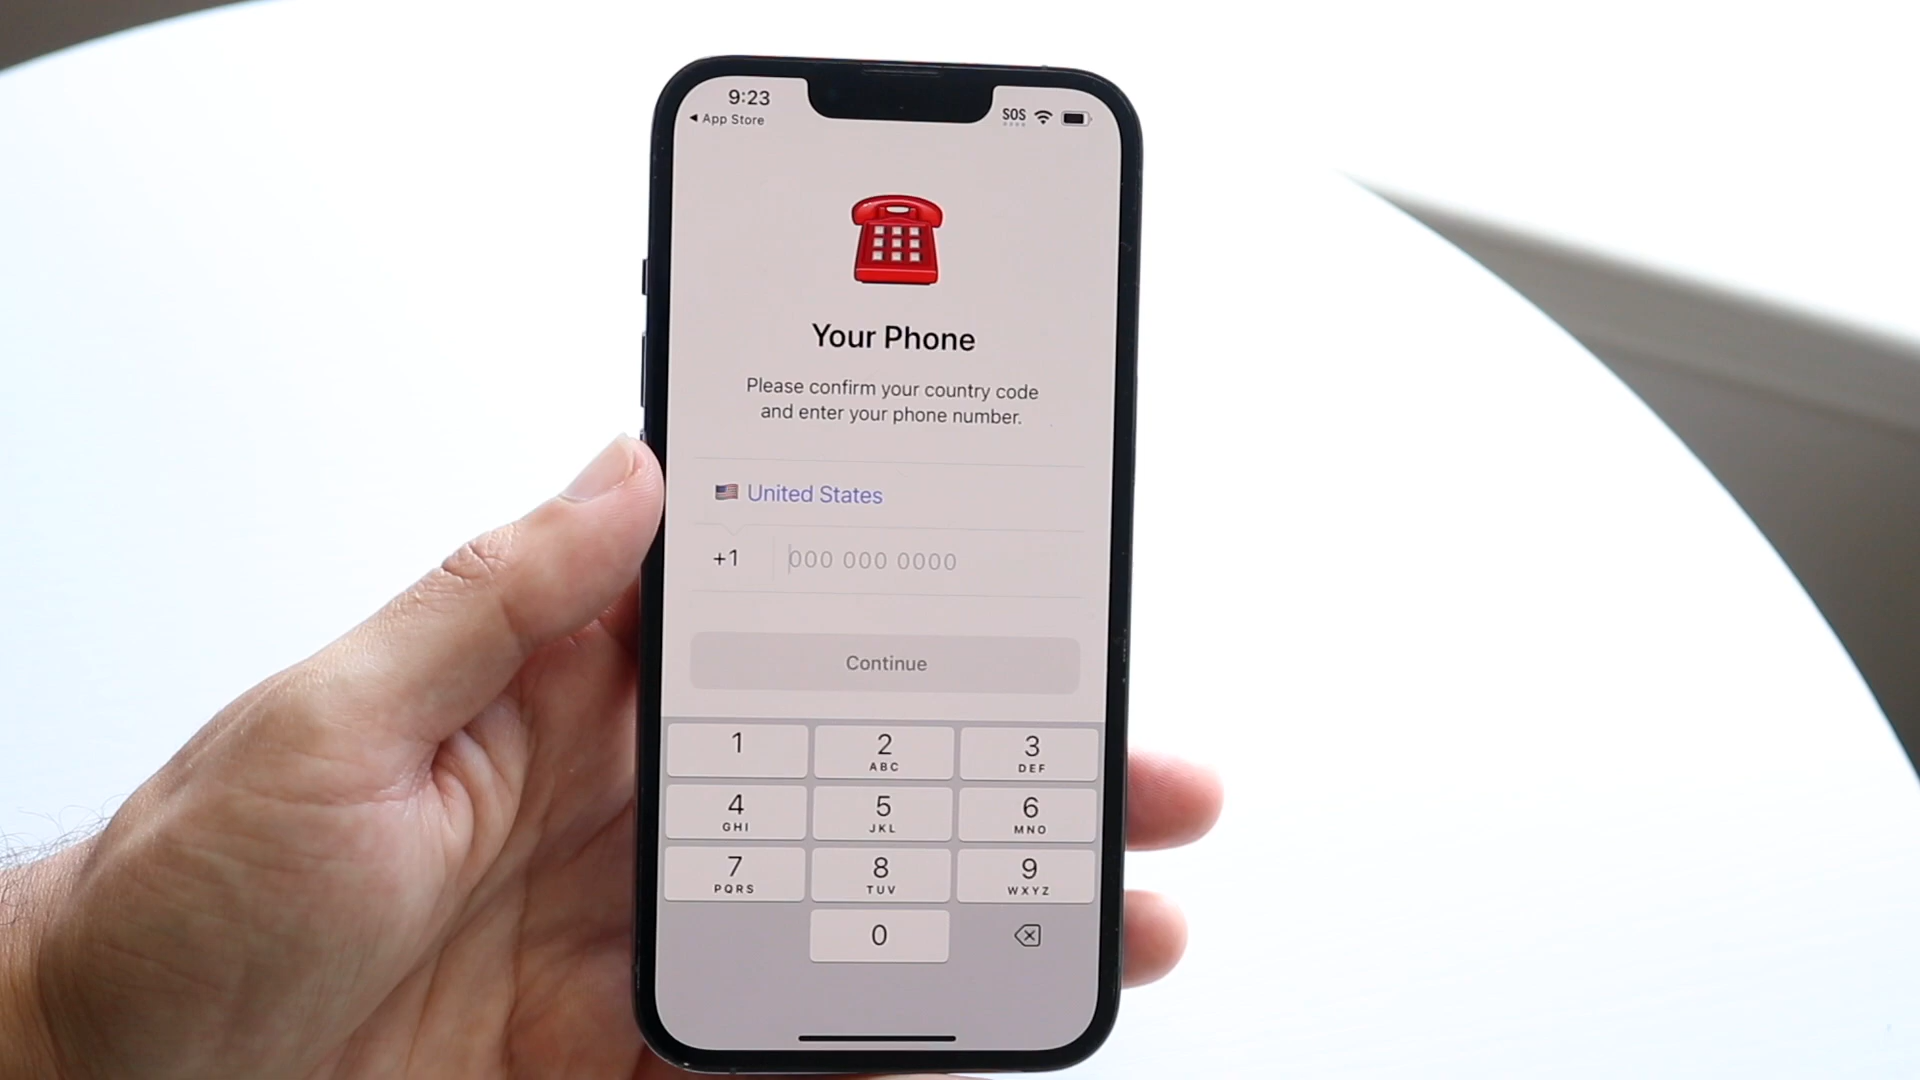 9:23
SOS
◀ App Store
Your Phone
Please confirm your country code
and enter your phone number.
🇺🇸 United States
+1 000 000 0000
Continue
1 2 3
ABC DEF
4 5 6
GHI JKL MNO
7 8 9
PQRS TUV WXYZ
0